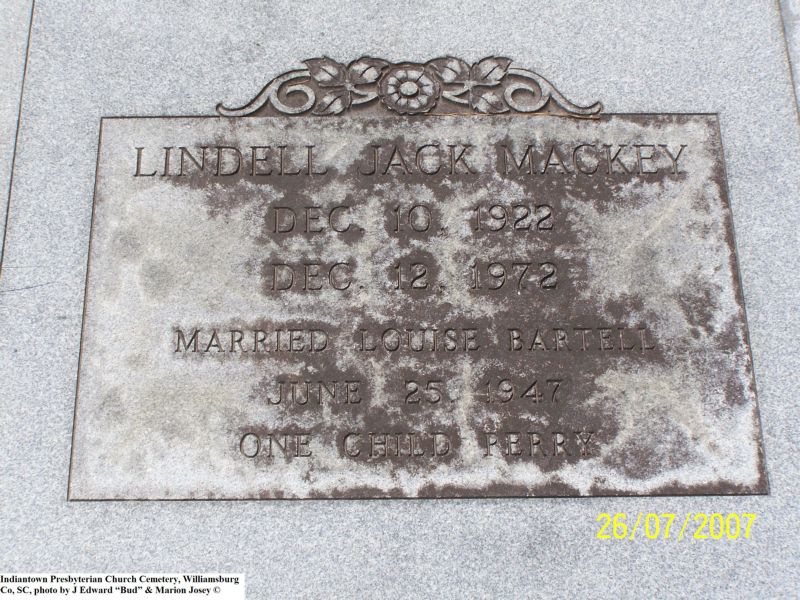 LINDELL JACK MACKEY
DEC. 10, 1922
DEC. 12, 1972
MARRIED LOUISE BARTELL
JUNE 25, 1947
ONE CHILD PERRY
26/07/2007
Indiantown Presbyterian Church Cemetery, Williamsburg
Co, SC, photo by J Edward “Bud” & Marion Josey ©